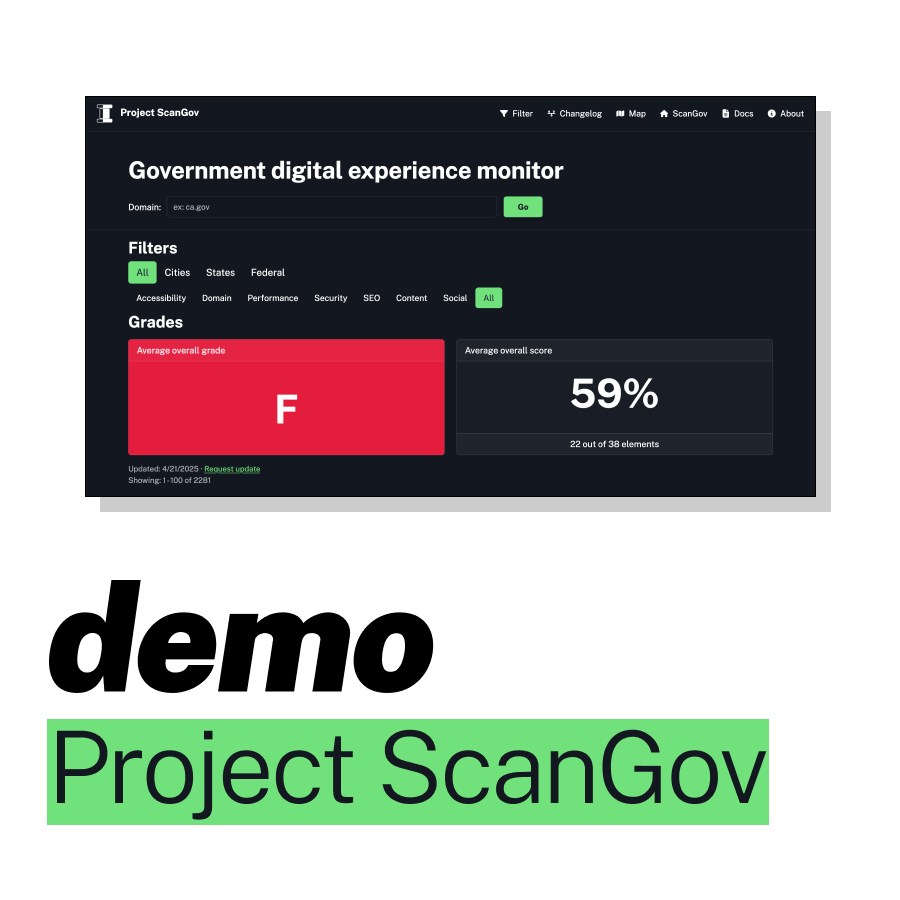 Project ScanGov
Filter Changelog Map ScanGov Docs About
Government digital experience monitor
Domain: ex: ca.gov Go
Filters
All Cities States Federal
Accessibility Domain Performance Security SEO Content Social All
Grades
Average overall grade
F
Average overall score
59%
22 out of 38 elements
Updated: 4/21/2025 · Request update
Showing: 1-100 of 2281
demo
Project ScanGov